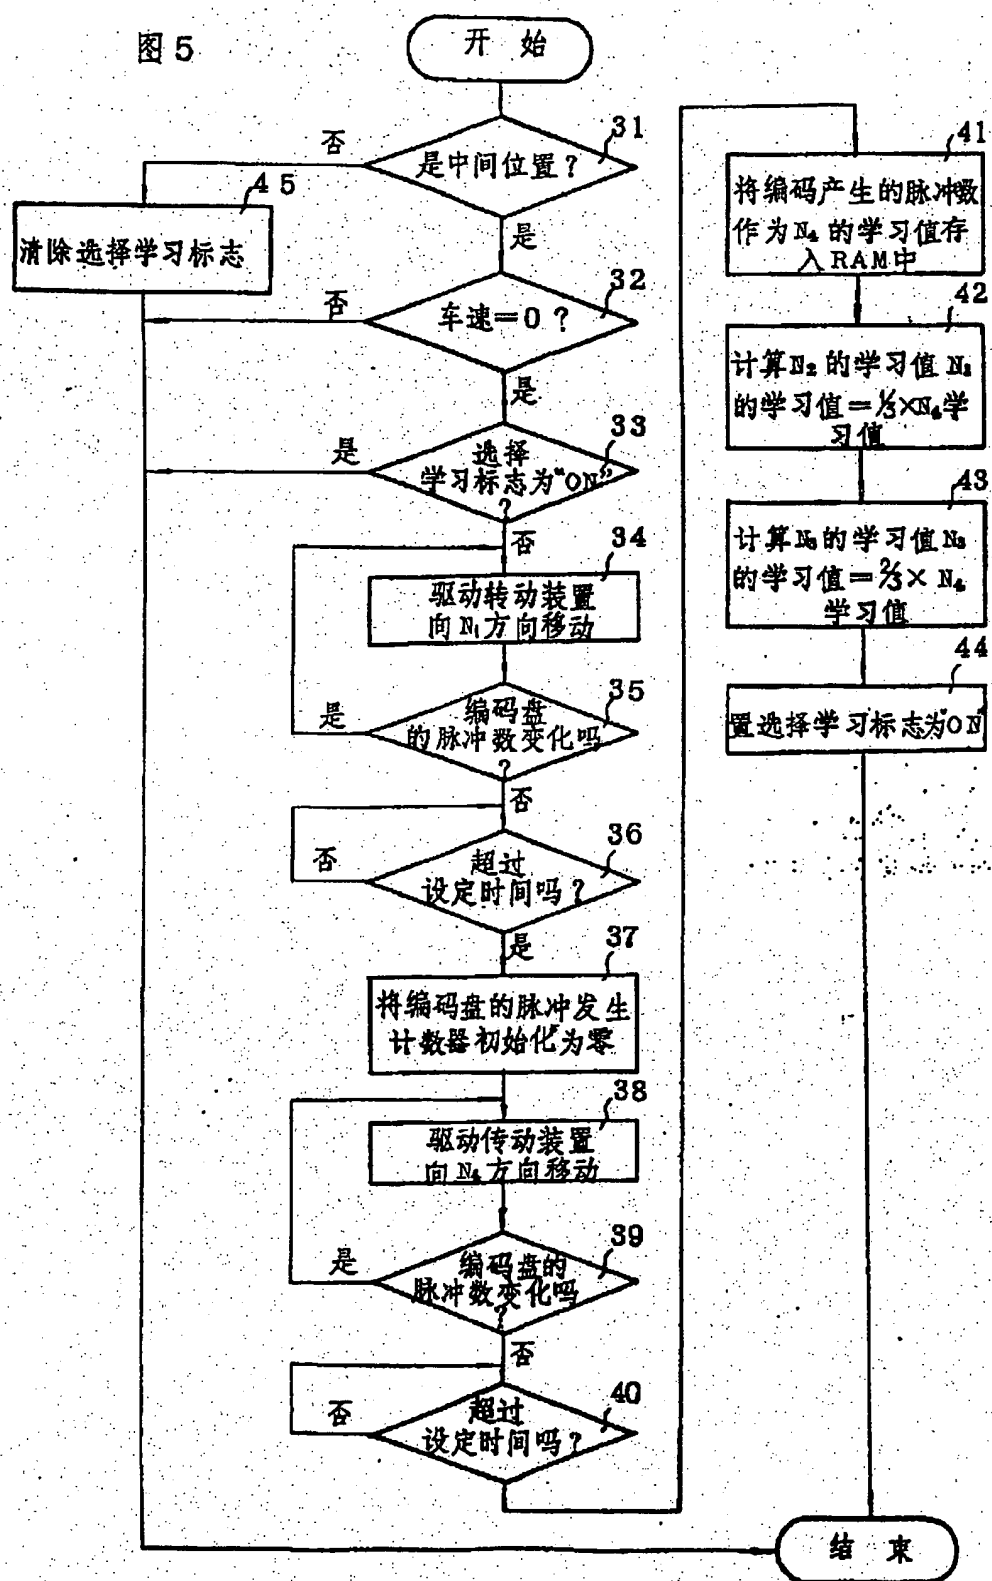 图5
开 始
31
是中间位置?
否
是
45
清除选择学习标志
32
车速=0?
否
是
33
选择
学习标志为“ON”
?
是
否
34
驱动转动装置
向N₁方向移动
35
编码盘
的脉冲数变化吗
?
是
否
36
超过
设定时间吗?
否
是
37
将编码盘的脉冲发生
计数器初始化为零
38
驱动传动装置
向N₄方向移动
39
编码盘的
脉冲数变化吗
?
是
否
40
超过
设定时间吗?
否
41
将编码产生的脉冲数
作为N₄的学习值存
入RAM中
42
计算N₂的学习值N₂
的学习值=⅓×N₄学
习值
43
计算N₃的学习值N₃
的学习值=⅔×N₄
学习值
44
置选择学习标志为“ON”
结 束